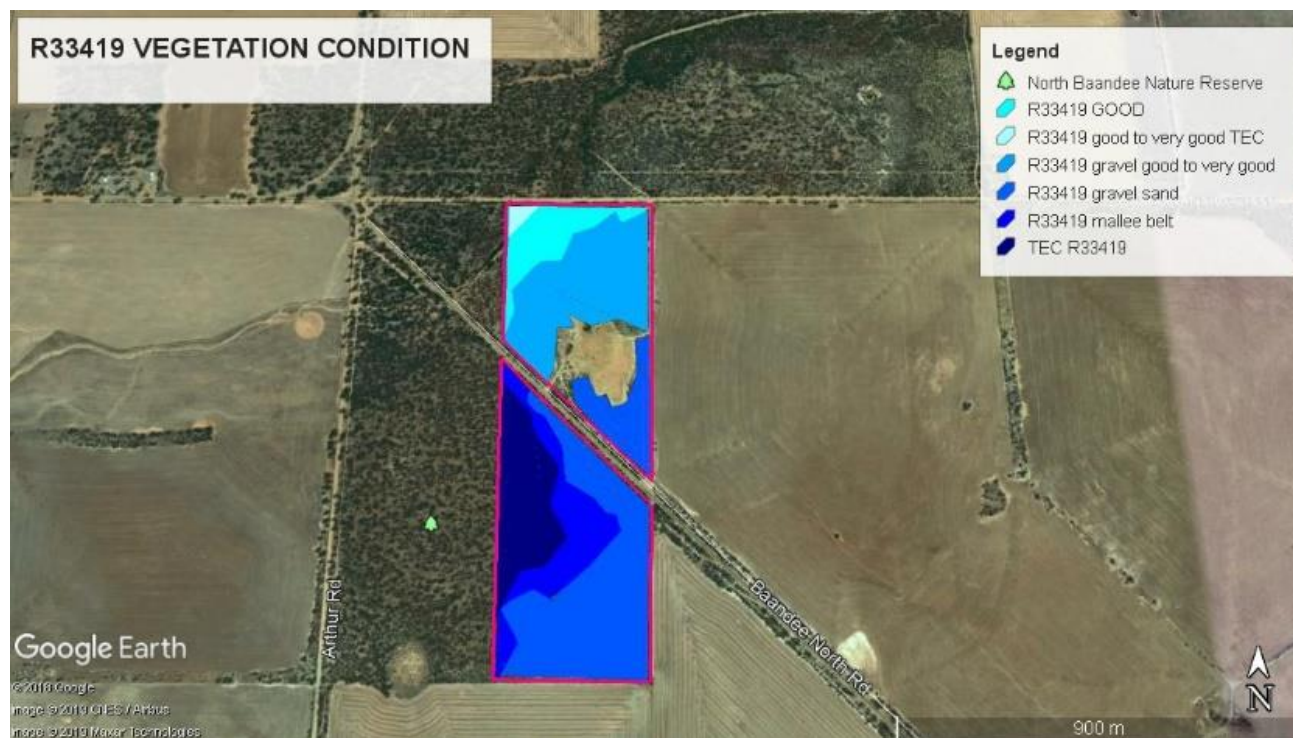 R33419 VEGETATION CONDITION
Legend
North Baandee Nature Reserve
R33419 GOOD
R33419 good to very good TEC
R33419 gravel good to very good
R33419 gravel sand
R33419 mallee belt
TEC R33419
Arthur Rd
Baandee North Rd
Google Earth
©2018 Google
Image ©2019 CNES / Airbus
Image ©2019 Maxar Technologies
N
900 m